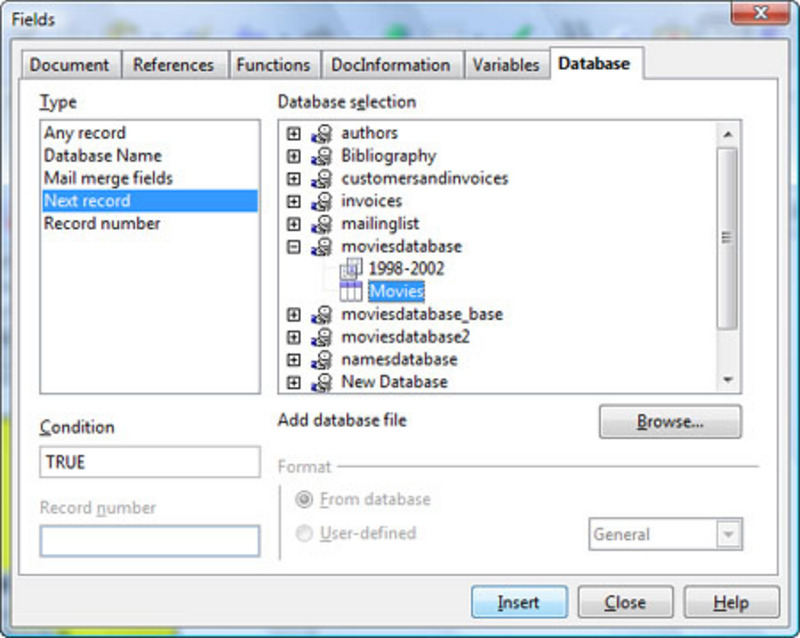 Fields
Document References Functions DocInformation Variables Database
Type
Any record
Database Name
Mail merge fields
Next record
Record number
Database selection
authors
Bibliography
customersandinvoices
invoices
mailinglist
moviesdatabase
1998-2002
Movies
moviesdatabase_base
moviesdatabase2
namesdatabase
New Database
Condition
TRUE
Record number
Add database file
Browse...
Format
From database
User-defined
General
Insert Close Help